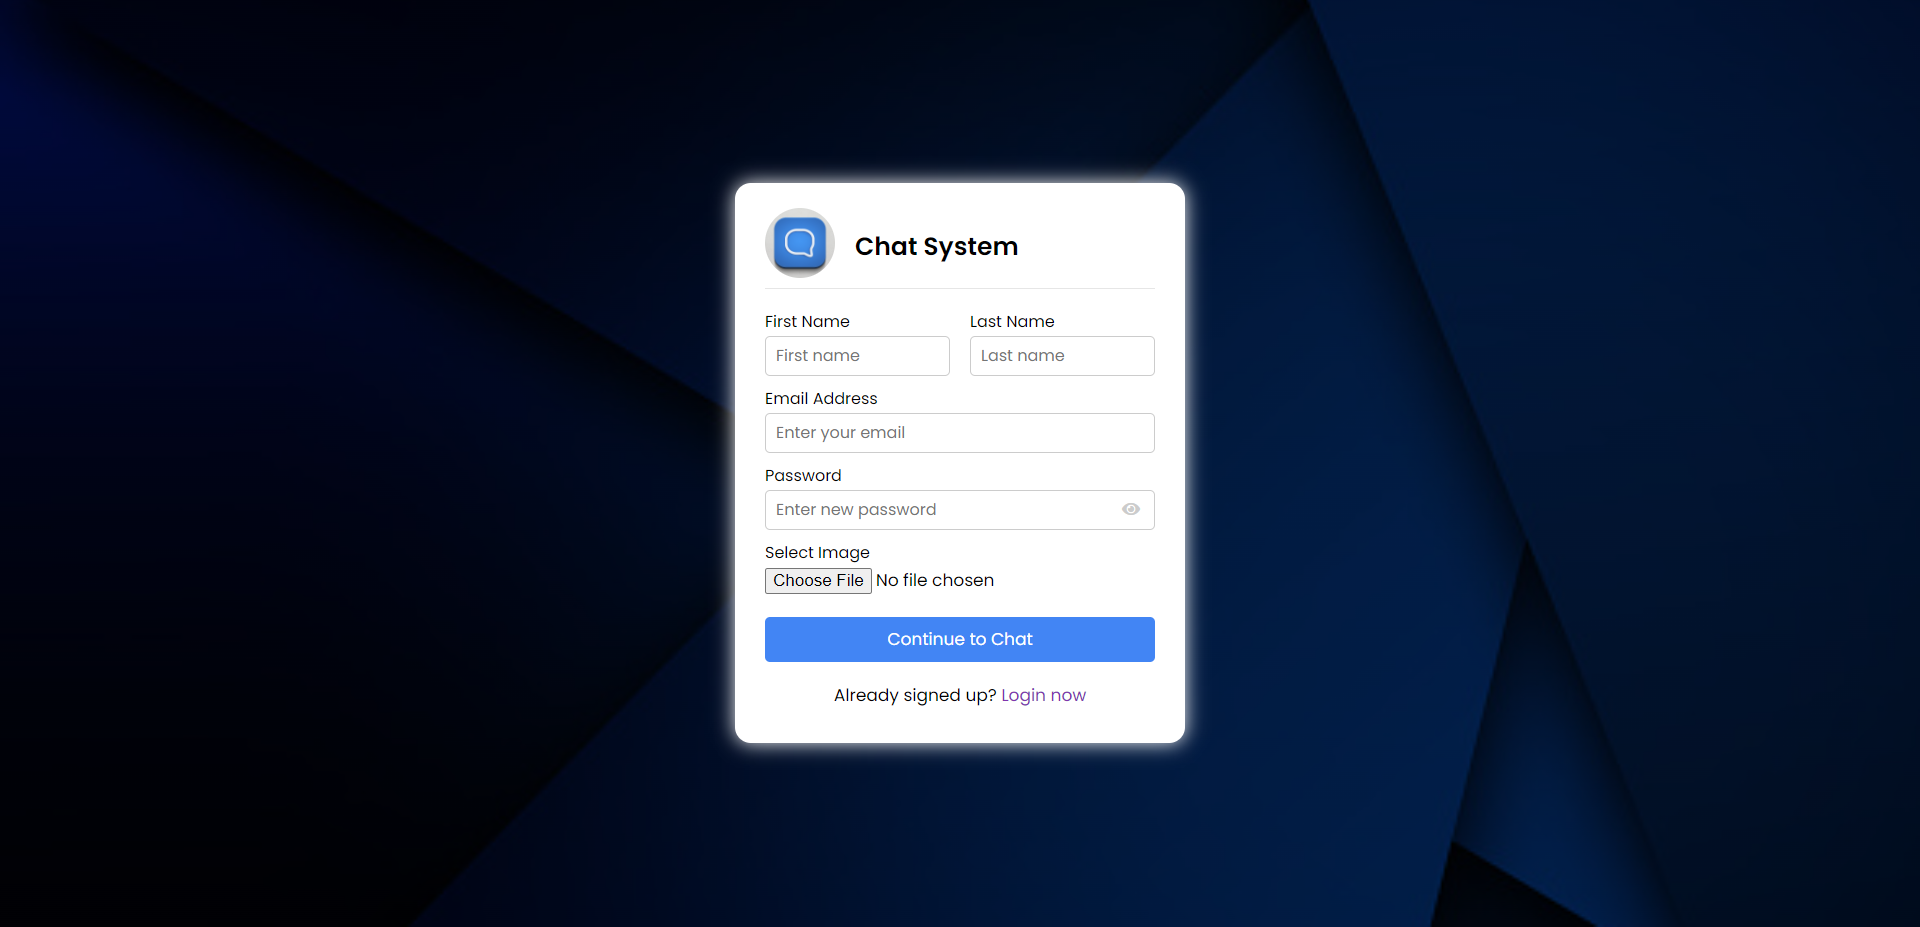 Chat System
First Name Last Name
First name Last name
Email Address
Enter your email
Password
Enter new password
Select Image
Choose File No file chosen
Continue to Chat
Already signed up? Login now